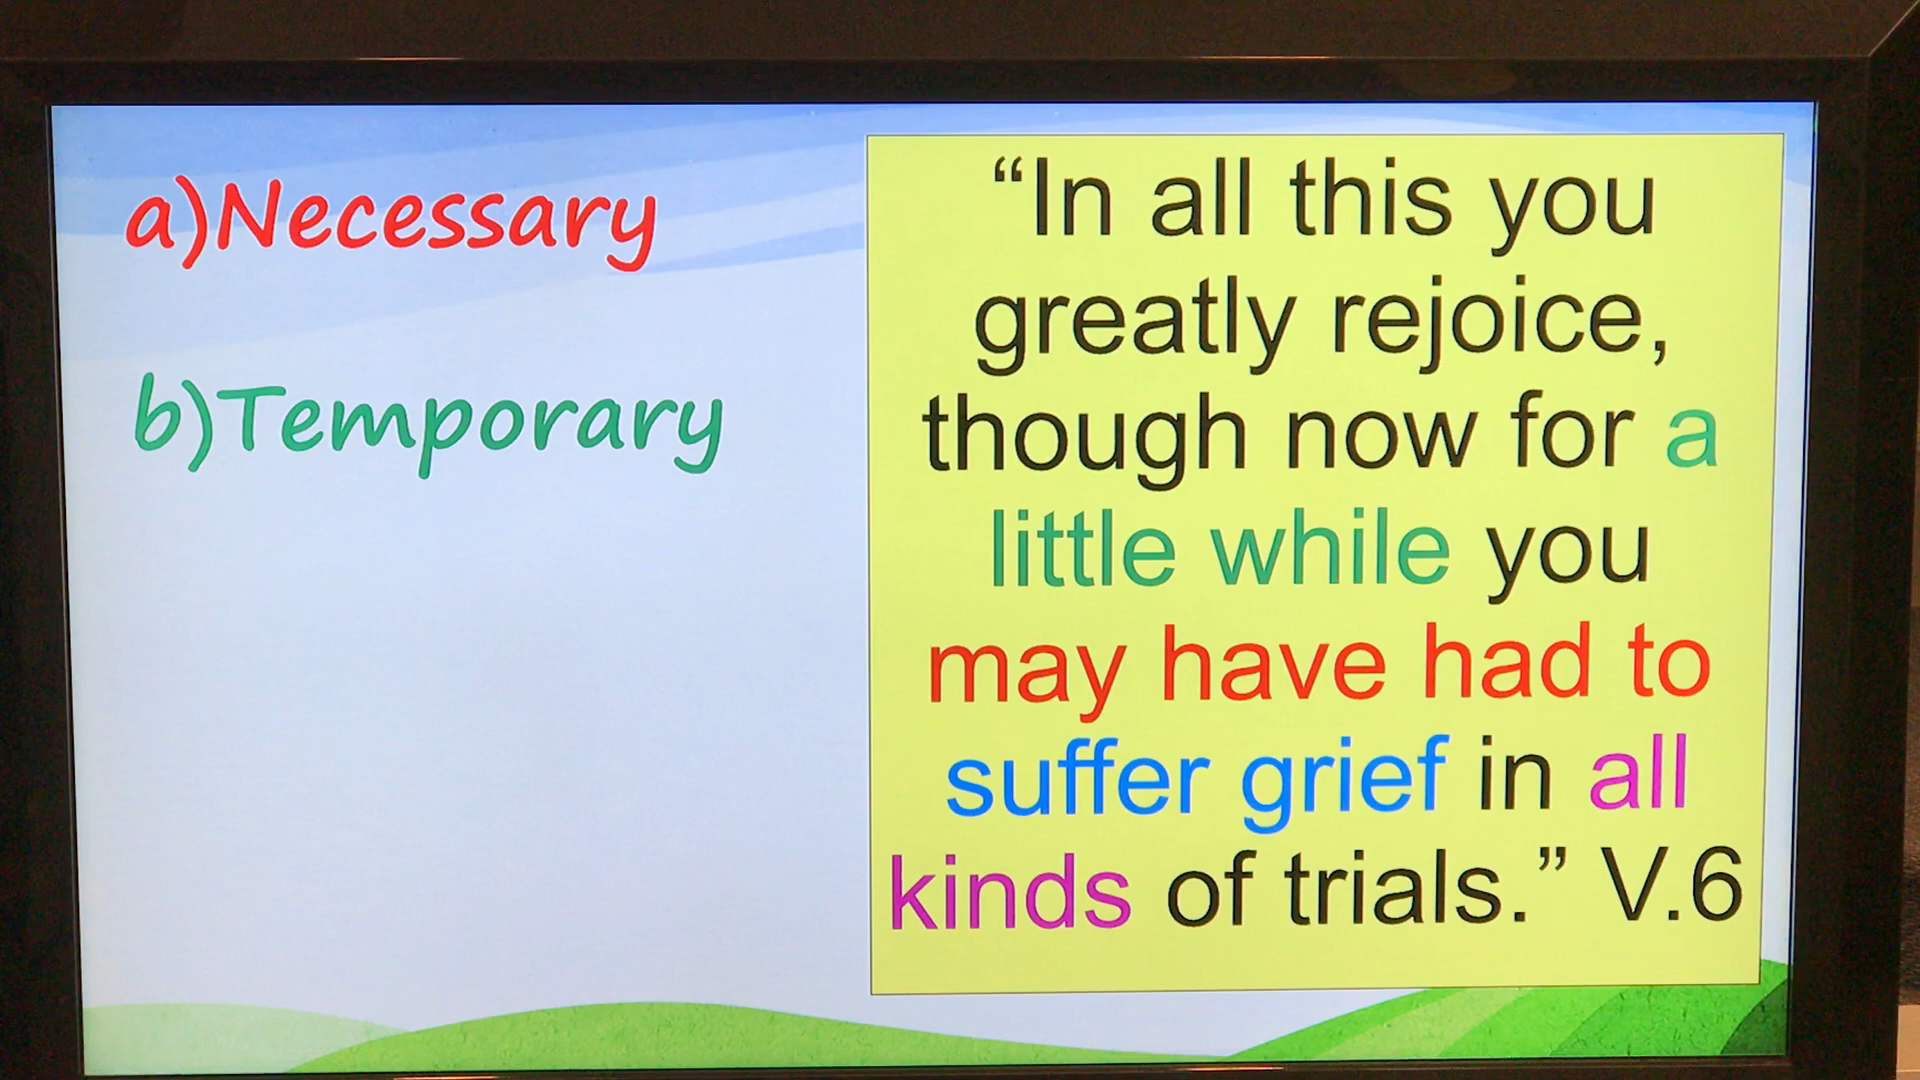 a)Necessary
b)Temporary
“In all this you
greatly rejoice,
though now for a
little while you
may have had to
suffer grief in all
kinds of trials.” V.6